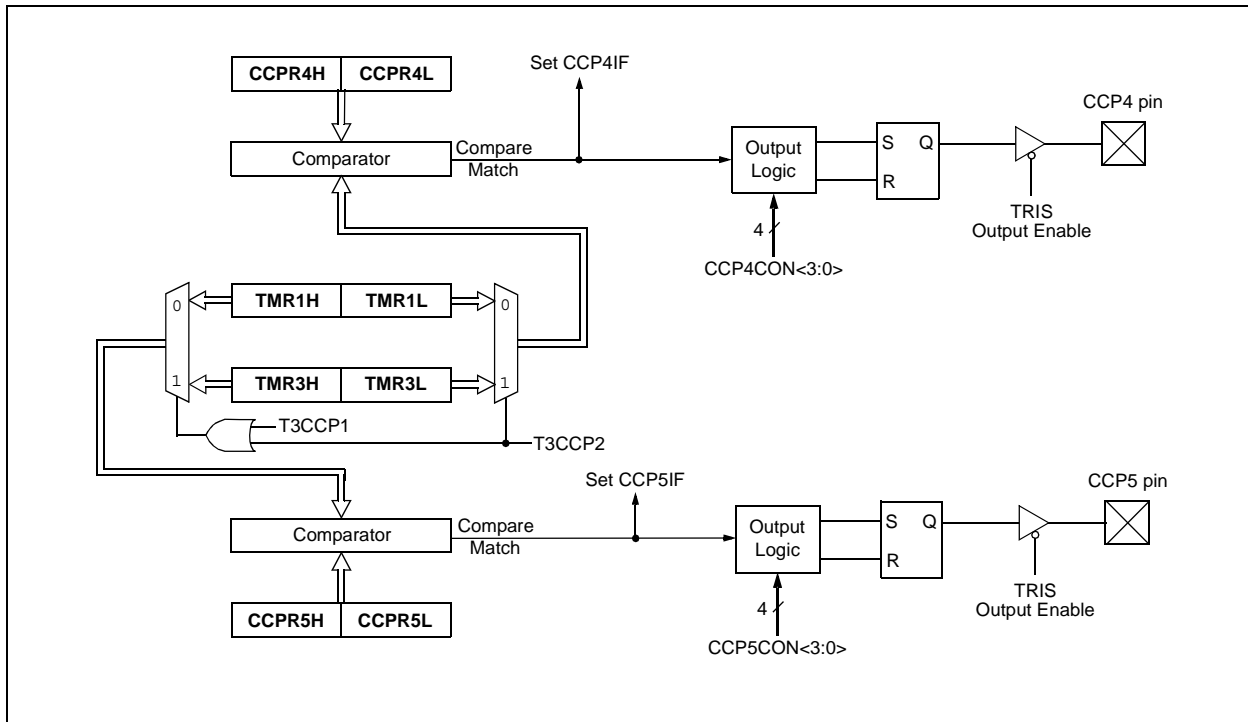 CCPR4H CCPR4L
Set CCP4IF
CCP4 pin
Comparator
Compare
Match
Output
Logic
S Q
R
TRIS
Output Enable
4
CCP4CON<3:0>
0 TMR1H TMR1L 0
1 TMR3H TMR3L 1
T3CCP1
T3CCP2
Set CCP5IF
CCP5 pin
Comparator
Compare
Match
Output
Logic
S Q
R
TRIS
Output Enable
4
CCPR5H CCPR5L
CCP5CON<3:0>